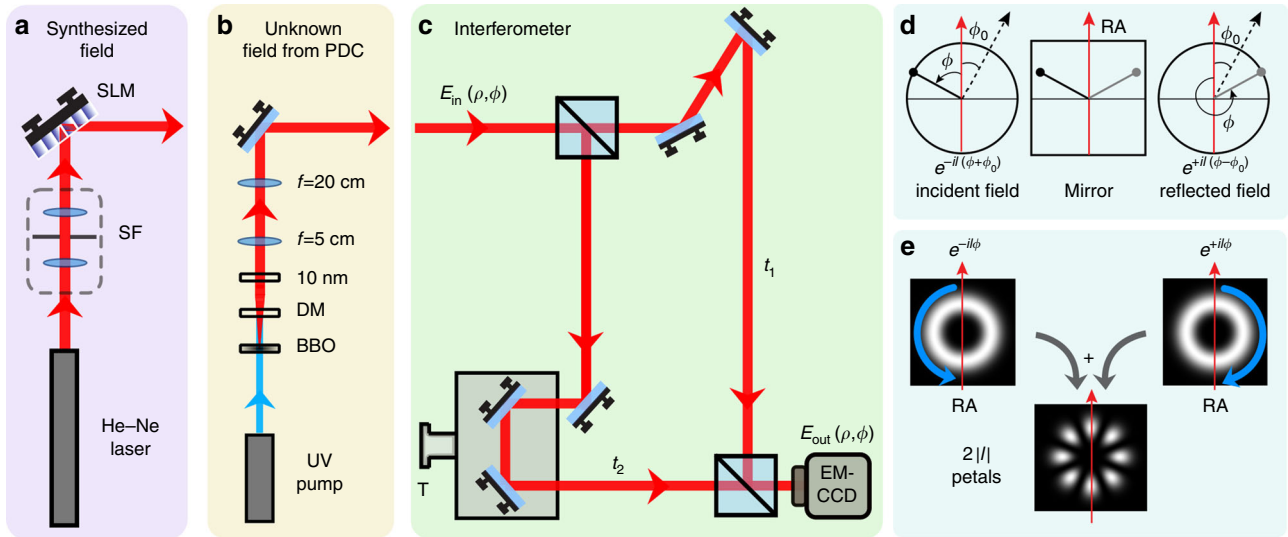 a Synthesized
field
SLM
SF
He–Ne
laser
b Unknown
field from PDC
f=20 cm
f=5 cm
10 nm
DM
BBO
UV
pump
c Interferometer
E_in (ρ,ϕ)
t_1
T
t_2
E_out (ρ,ϕ)
EM-
CCD
d
ϕ_0
ϕ
e^{–il (ϕ+ϕ_0)}
incident field
RA
Mirror
ϕ_0
ϕ
e^{+il (ϕ–ϕ_0)}
reflected field
e
e^{–ilϕ}
RA
e^{+ilϕ}
RA
+
2|l|
petals